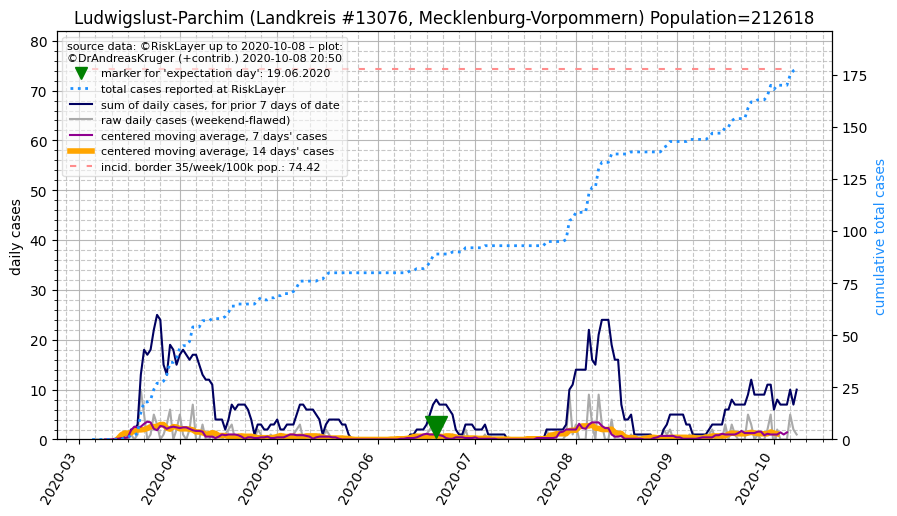 Ludwigslust-Parchim (Landkreis #13076, Mecklenburg-Vorpommern) Population=212618
source data: ©RiskLayer up to 2020-10-08 – plot:
©DrAndreasKruger (+contrib.) 2020-10-08 20:50
marker for 'expectation day': 19.06.2020
total cases reported at RiskLayer
sum of daily cases, for prior 7 days of date
raw daily cases (weekend-flawed)
centered moving average, 7 days' cases
centered moving average, 14 days' cases
incid. border 35/week/100k pop.: 74.42
daily cases
80
70
60
50
40
30
20
10
0
cumulative total cases
175
150
125
100
75
50
25
0
2020-03
2020-04
2020-05
2020-06
2020-07
2020-08
2020-09
2020-10